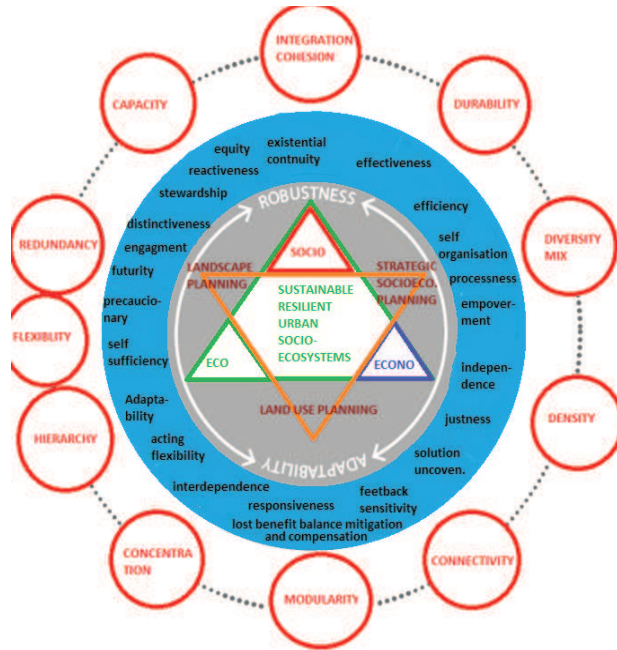 INTEGRATION
COHESION
CAPACITY
DURABILITY
REDUNDANCY
DIVERSITY
MIX
FLEXIBLITY
HIERARCHY
DENSITY
CONCENTRA
TION
CONNECTIVITY
MODULARITY
equity
existential
contnuity
reactiveness
effectiveness
stewardship
efficiency
distinctiveness
self
organisation
engagment
futurity
processness
precaucio-
nary
empover-
ment
self
sufficiency
indepen-
dence
Adapta-
bility
justness
acting
flexibility
solution
uncoven.
interdependence
feetback
sensitivity
responsiveness
lost benefit balance mitigation
and compensation
ROBUSTNESS
SOCIO
LANDSCAPE
PLANNING
STRATEGIC
SOCIOECO.
PLANNING
SUSTAINABLE
RESILIENT
URBAN
SOCIO-
ECOSYSTEMS
ECO
ECONO
LAND USE PLANNING
ADAPTABILITY